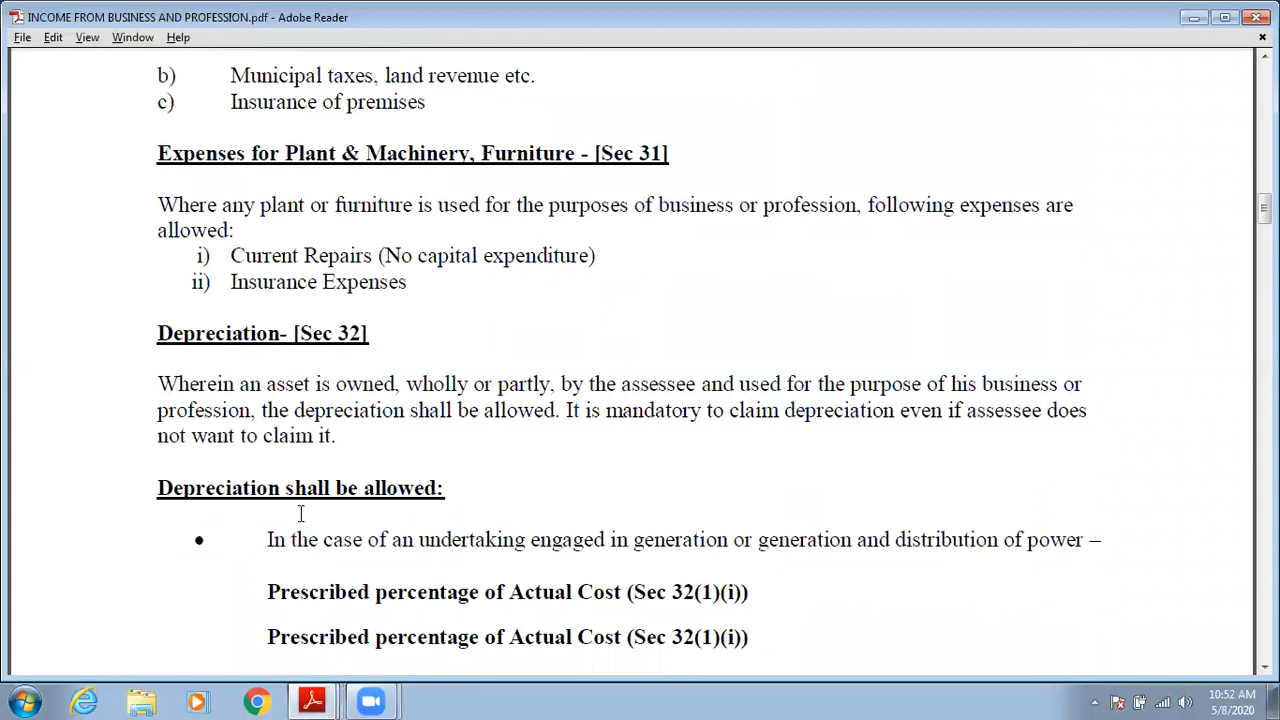 INCOME FROM BUSINESS AND PROFESSION.pdf - Adobe Reader
File Edit View Window Help
b) Municipal taxes, land revenue etc.
c) Insurance of premises
Expenses for Plant & Machinery, Furniture - [Sec 31]
Where any plant or furniture is used for the purposes of business or profession, following expenses are
allowed:
i) Current Repairs (No capital expenditure)
ii) Insurance Expenses
Depreciation- [Sec 32]
Wherein an asset is owned, wholly or partly, by the assessee and used for the purpose of his business or
profession, the depreciation shall be allowed. It is mandatory to claim depreciation even if assessee does
not want to claim it.
Depreciation shall be allowed:
• In the case of an undertaking engaged in generation or generation and distribution of power –
Prescribed percentage of Actual Cost (Sec 32(1)(i))
Prescribed percentage of Actual Cost (Sec 32(1)(i))
10:52 AM
5/8/2020